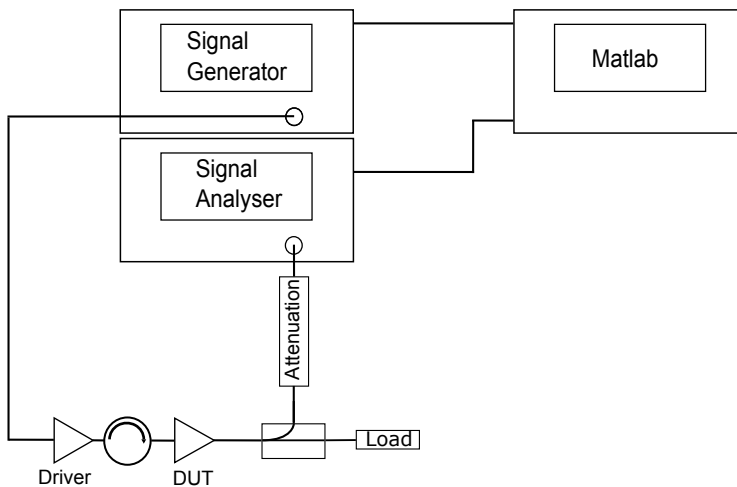 Signal
Generator
Matlab
Signal
Analyser
Attenuation
Load
Driver
DUT